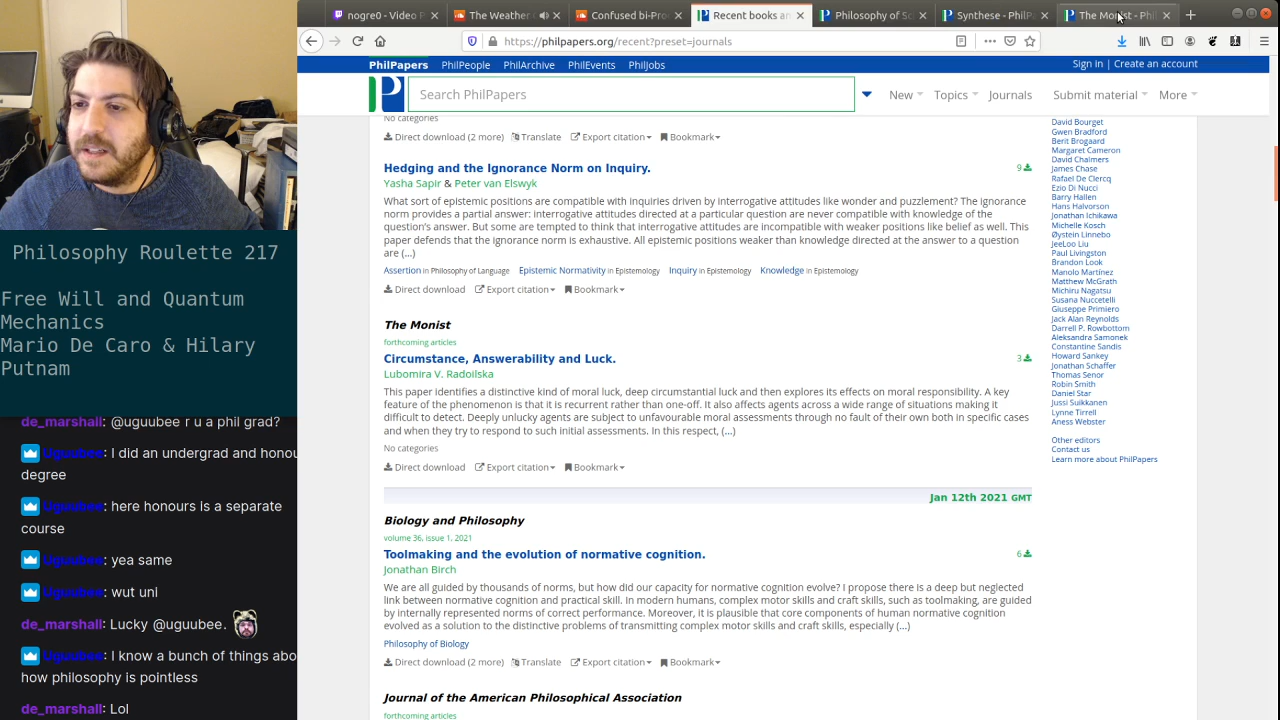 nogre0 - Video P
The Weather C
Confused bi-Pro
Recent books an
Philosophy of Sc
Synthese - PhilPa
The Monist - Phil
https://philpapers.org/recent?preset=journals
PhilPapers PhilPeople PhilArchive PhilEvents PhilJobs
Sign in | Create an account
Search PhilPapers
New Topics Journals Submit material More
No categories
Direct download (2 more) Translate Export citation Bookmark
Hedging and the Ignorance Norm on Inquiry.
9
Yasha Sapir & Peter van Elswyk
What sort of epistemic positions are compatible with inquiries driven by interrogative attitudes like wonder and puzzlement? The ignorance
norm provides a partial answer: interrogative attitudes directed at a particular question are never compatible with knowledge of the
question's answer. But some are tempted to think that interrogative attitudes are incompatible with weaker positions like belief as well. This
paper defends that the ignorance norm is exhaustive. All epistemic positions weaker than knowledge directed at the answer to a question
are (...)
Assertion in Philosophy of Language Epistemic Normativity in Epistemology Inquiry in Epistemology Knowledge in Epistemology
Direct download Export citation Bookmark
The Monist
forthcoming articles
Circumstance, Answerability and Luck.
3
Lubomira V. Radoilska
This paper identifies a distinctive kind of moral luck, deep circumstantial luck and then explores its effects on moral responsibility. A key
feature of the phenomenon is that it is recurrent rather than one-off. It also affects agents across a wide range of situations making it
difficult to detect. Deeply unlucky agents are subject to unfavourable moral assessments through no fault of their own both in specific cases
and when they try to respond to such initial assessments. In this respect, (...)
No categories
Direct download Export citation Bookmark
Jan 12th 2021 GMT
Biology and Philosophy
volume 36, issue 1, 2021
Toolmaking and the evolution of normative cognition.
6
Jonathan Birch
We are all guided by thousands of norms, but how did our capacity for normative cognition evolve? I propose there is a deep but neglected
link between normative cognition and practical skill. In modern humans, complex motor skills and craft skills, such as toolmaking, are guided
by internally represented norms of correct performance. Moreover, it is plausible that core components of human normative cognition
evolved as a solution to the distinctive problems of transmitting complex motor skills and craft skills, especially (...)
Philosophy of Biology
Direct download (2 more) Translate Export citation Bookmark
Journal of the American Philosophical Association
forthcoming articles
David Bourget
Gwen Bradford
Berit Brogaard
Margaret Cameron
David Chalmers
James Chase
Rafael De Clercq
Ezio Di Nucci
Barry Hallen
Hans Halvorson
Jonathan Ichikawa
Michelle Kosch
Øystein Linnebo
JeeLoo Liu
Paul Livingston
Brandon Look
Manolo Martínez
Matthew McGrath
Michiru Nagatsu
Susana Nuccetelli
Giuseppe Primiero
Jack Alan Reynolds
Darrell P. Rowbottom
Aleksandra Samonek
Constantine Sandis
Howard Sankey
Jonathan Schaffer
Thomas Senor
Robin Smith
Daniel Star
Jussi Suikkanen
Lynne Tirrell
Aness Webster
Other editors
Contact us
Learn more about PhilPapers
Philosophy Roulette 217
Free Will and Quantum
Mechanics
Mario De Caro & Hilary
Putnam
de_marshall: @uguubee r u a phil grad?
Uguubee: I did an undergrad and honou
degree
Uguubee: here honours is a separate
course
Uguubee: yea same
Uguubee: wut uni
de_marshall: Lucky @uguubee.
Uguubee: I know a bunch of things abo
how philosophy is pointless
de_marshall: Lol